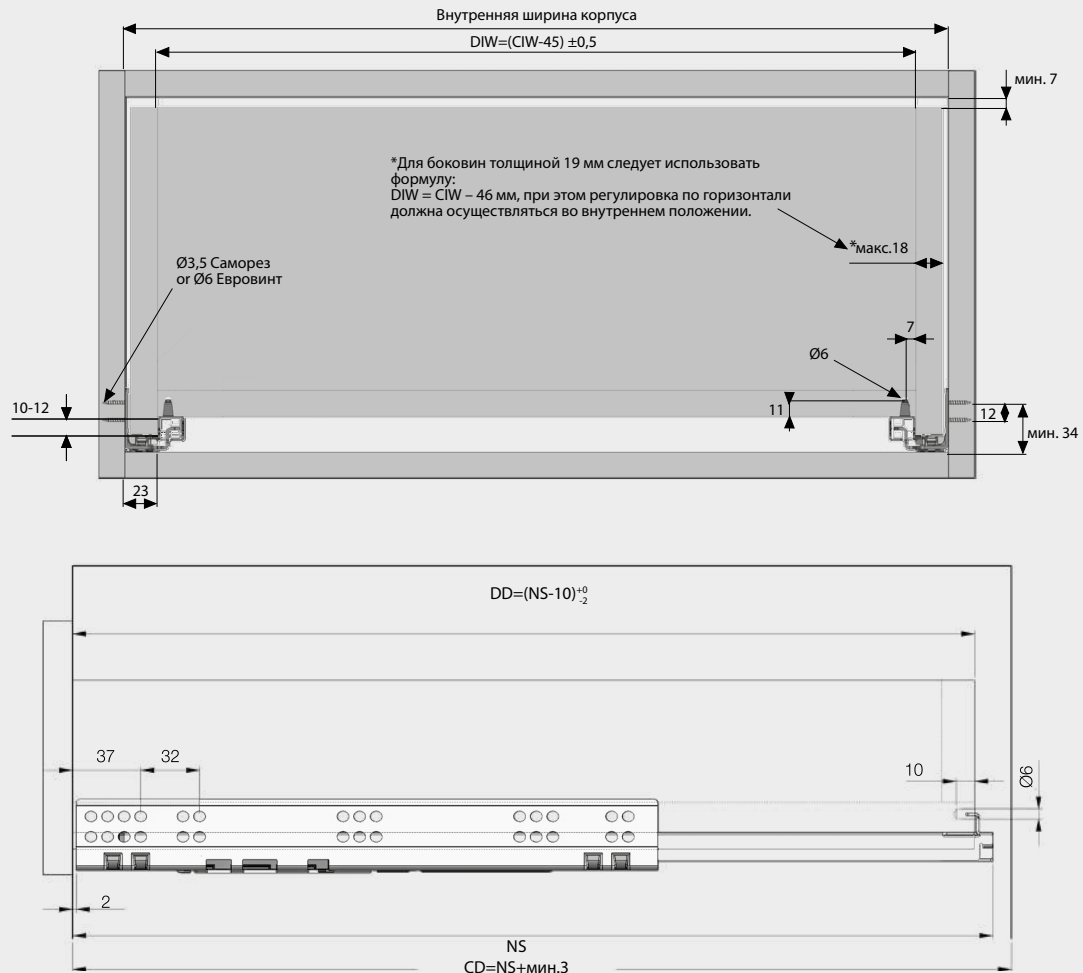 Внутренняя ширина корпуса
DIW=(CIW-45) ±0,5
мин. 7
*Для боковин толщиной 19 мм следует использовать
формулу:
DIW = CIW – 46 мм, при этом регулировка по горизонтали
должна осуществляться во внутреннем положении.
*макс.18
Ø3,5 Саморез
or Ø6 Евровинт
7
Ø6
10-12
11
12
мин. 34
23
DD=(NS-10)+0
-2
37
32
10
Ø6
2
NS
CD=NS+мин.3